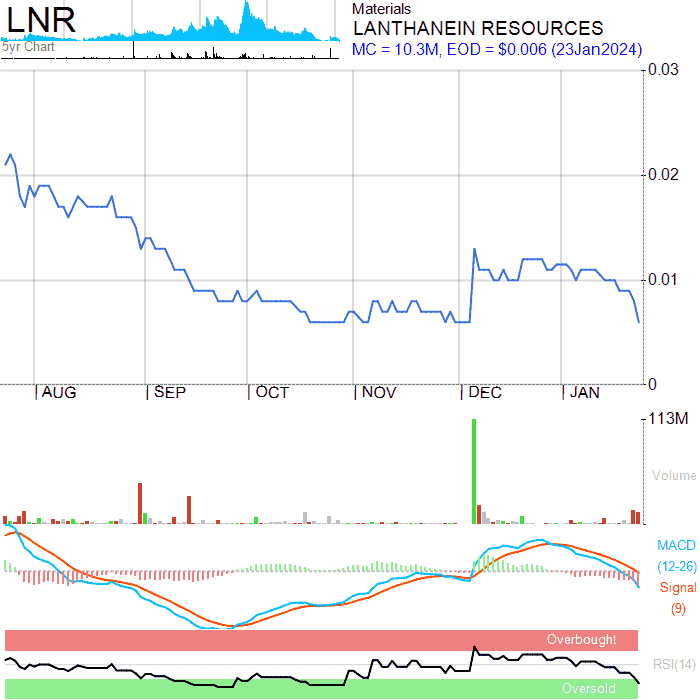 LNR
5yr Chart
Materials
LANTHANEIN RESOURCES
MC = 10.3M, EOD = $0.006 (23Jan2024)
0.03
0.02
0.01
0
AUG SEP OCT NOV DEC JAN
113M
Volume
MACD
(12-26)
Signal
(9)
Overbought
RSI(14)
Oversold